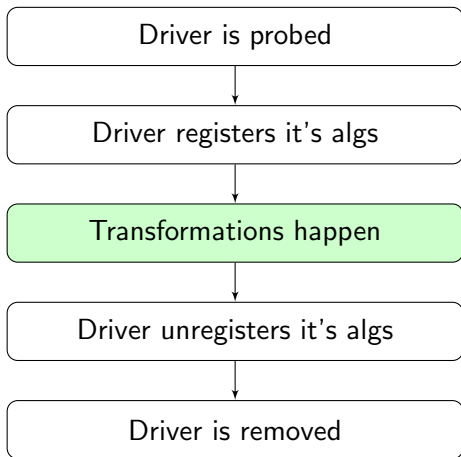 Driver is probed
Driver registers it's algs
Transformations happen
Driver unregisters it's algs
Driver is removed